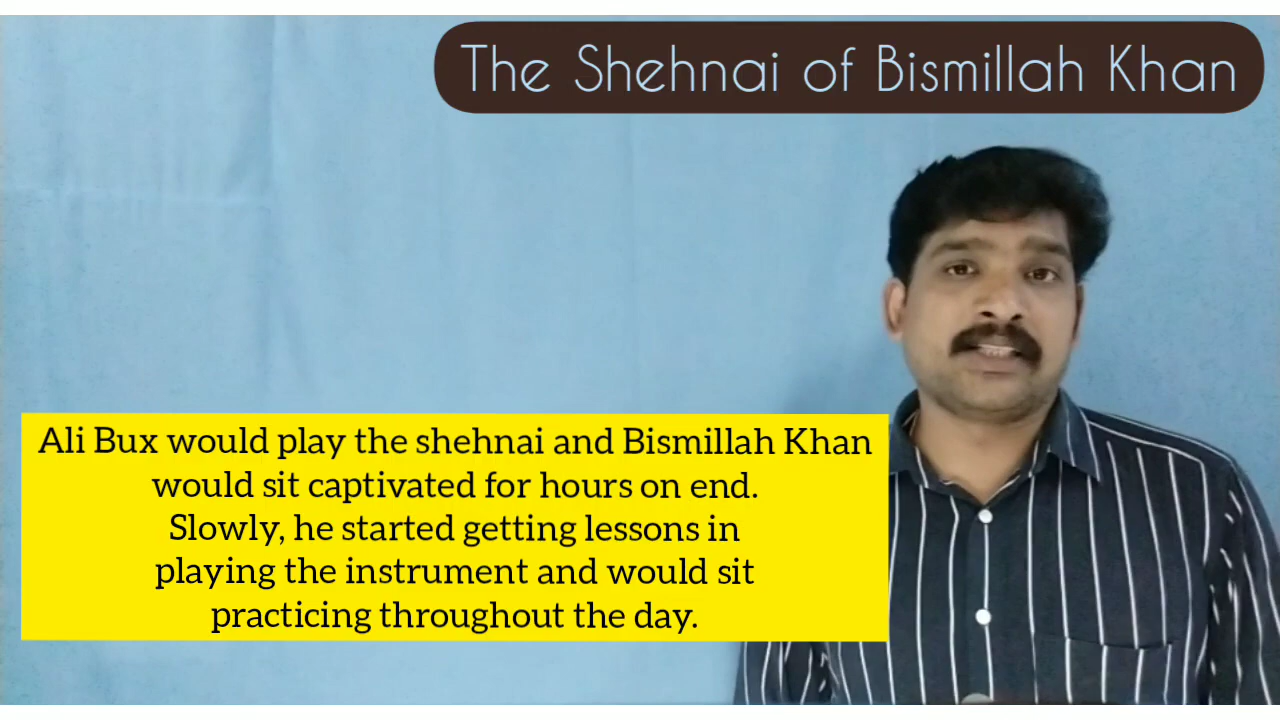 The Shehnai of Bismillah Khan
Ali Bux would play the shehnai and Bismillah Khan
would sit captivated for hours on end.
Slowly, he started getting lessons in
playing the instrument and would sit
practicing throughout the day.